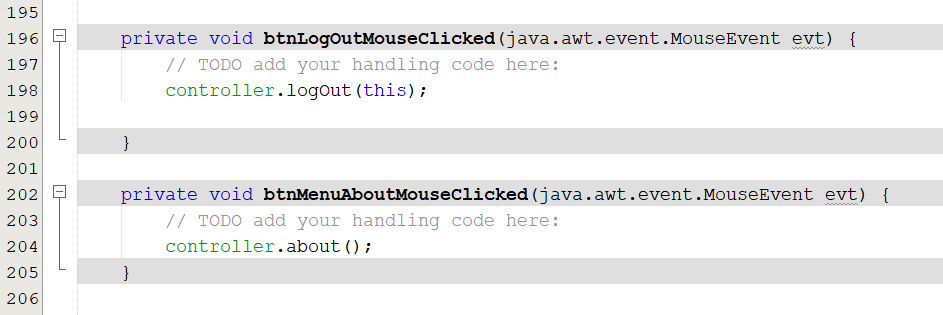 195
196 private void btnLogOutMouseClicked(java.awt.event.MouseEvent evt) {
197 // TODO add your handling code here:
198 controller.logOut(this);
199
200 }
201
202 private void btnMenuAboutMouseClicked(java.awt.event.MouseEvent evt) {
203 // TODO add your handling code here:
204 controller.about();
205 }
206